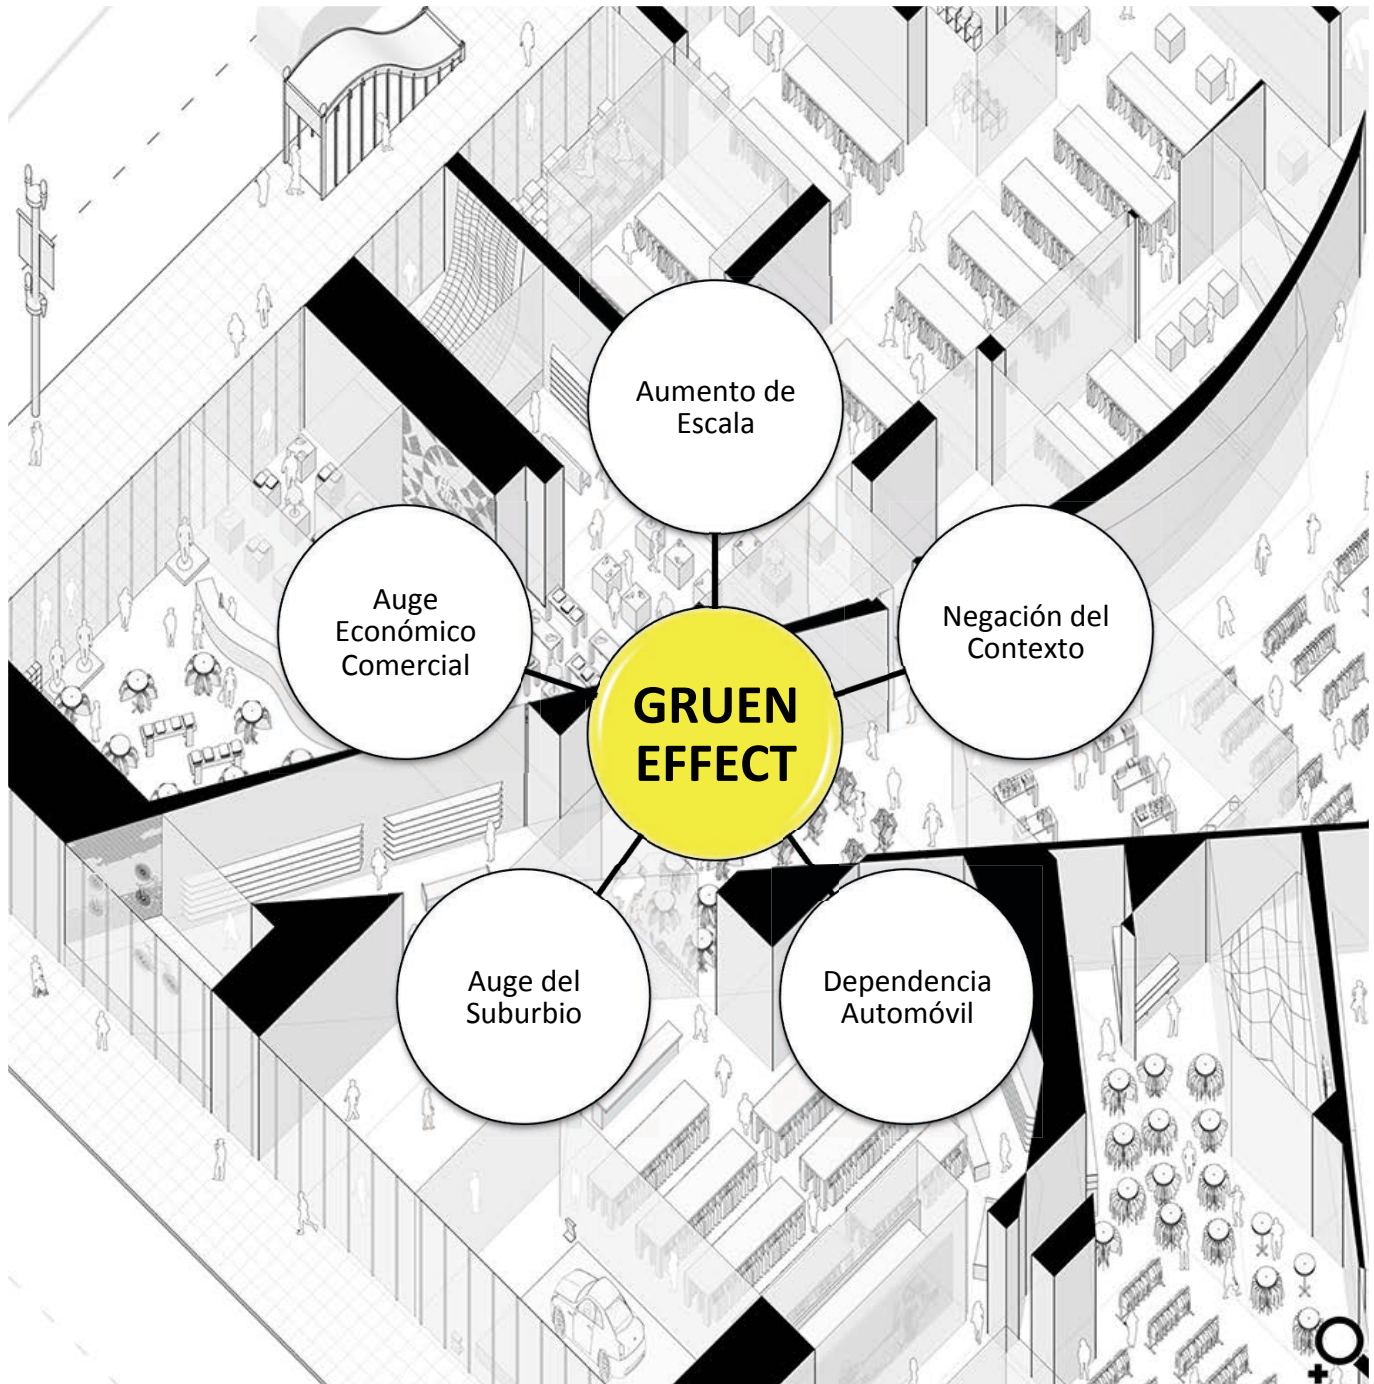 Aumento de
Escala
Auge
Económico
Comercial
Negación del
Contexto
GRUEN
EFFECT
Auge del
Suburbio
Dependencia
Automóvil